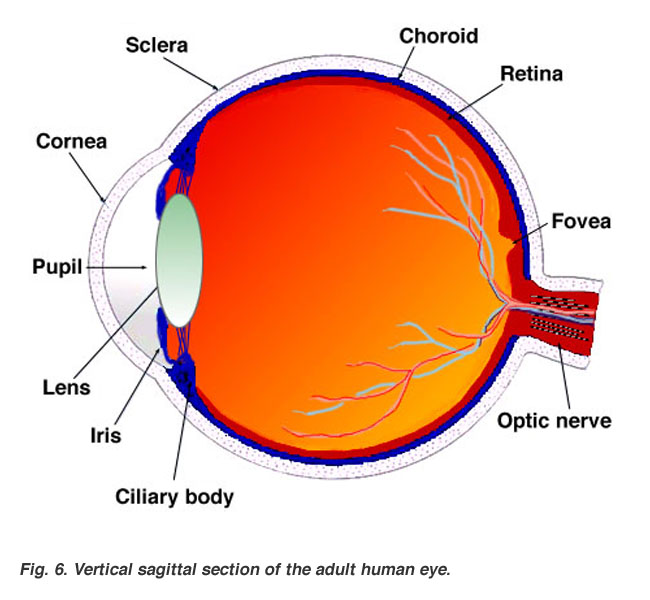 Choroid
Sclera
Retina
Cornea
Fovea
Pupil
Lens
Optic nerve
Iris
Ciliary body
Fig. 6. Vertical sagittal section of the adult human eye.